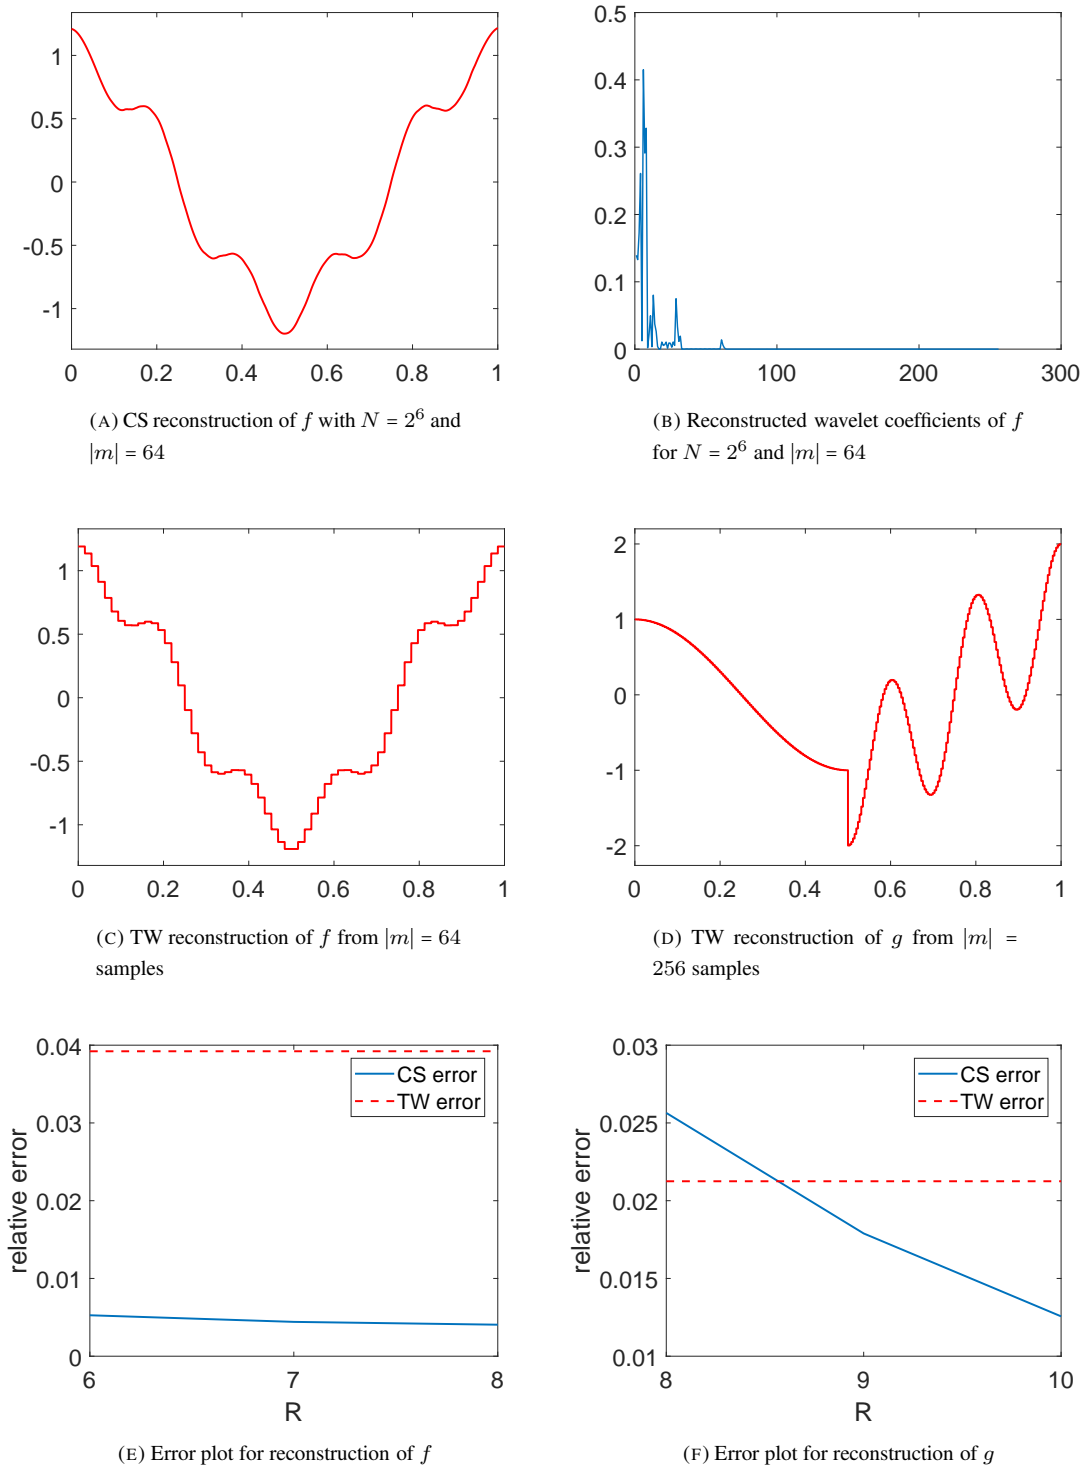 1
0.5
0
-0.5
-1
0 0.2 0.4 0.6 0.8 1
(A) CS reconstruction of f with N = 2⁶ and
|m| = 64
0.5
0.4
0.3
0.2
0.1
0
0 100 200 300
(B) Reconstructed wavelet coefficients of f
for N = 2⁶ and |m| = 64
1
0.5
0
-0.5
-1
0 0.2 0.4 0.6 0.8 1
(C) TW reconstruction of f from |m| = 64
samples
2
1
0
-1
-2
0 0.2 0.4 0.6 0.8 1
(D) TW reconstruction of g from |m| =
256 samples
0.04
0.03
0.02
0.01
0
relative error
CS error
TW error
6 7 8
R
(E) Error plot for reconstruction of f
0.03
0.025
0.02
0.015
0.01
relative error
CS error
TW error
8 9 10
R
(F) Error plot for reconstruction of g